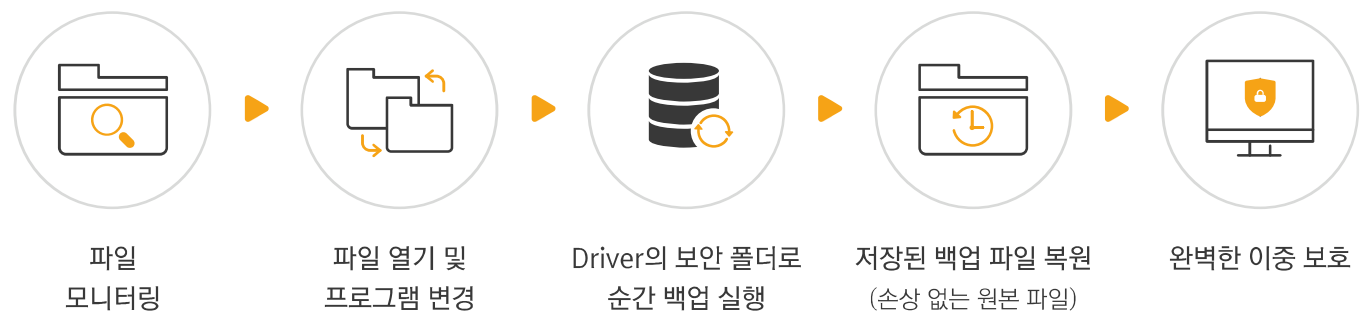 파일
모니터링
파일 열기 및
프로그램 변경
Driver의 보안 폴더로
순간 백업 실행
저장된 백업 파일 복원
(손상 없는 원본 파일)
완벽한 이중 보호